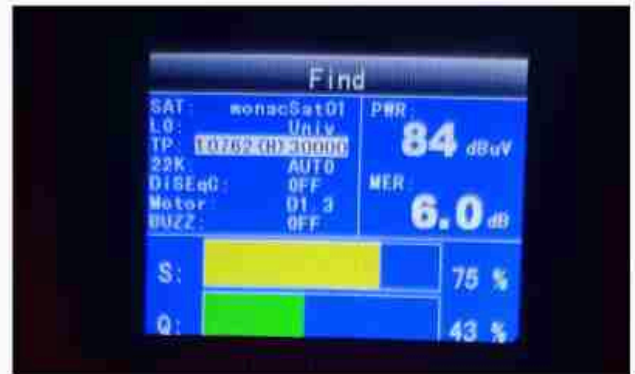 Find
SAT: monacSat01
LO: Univ
TP 10762(H)30000
22K AUTO
DiSEqC: OFF
Motor: D1.3
BUZZ: OFF
PWR:
84 dBuV
MER:
6.0 dB
S: 75 %
Q: 43 %